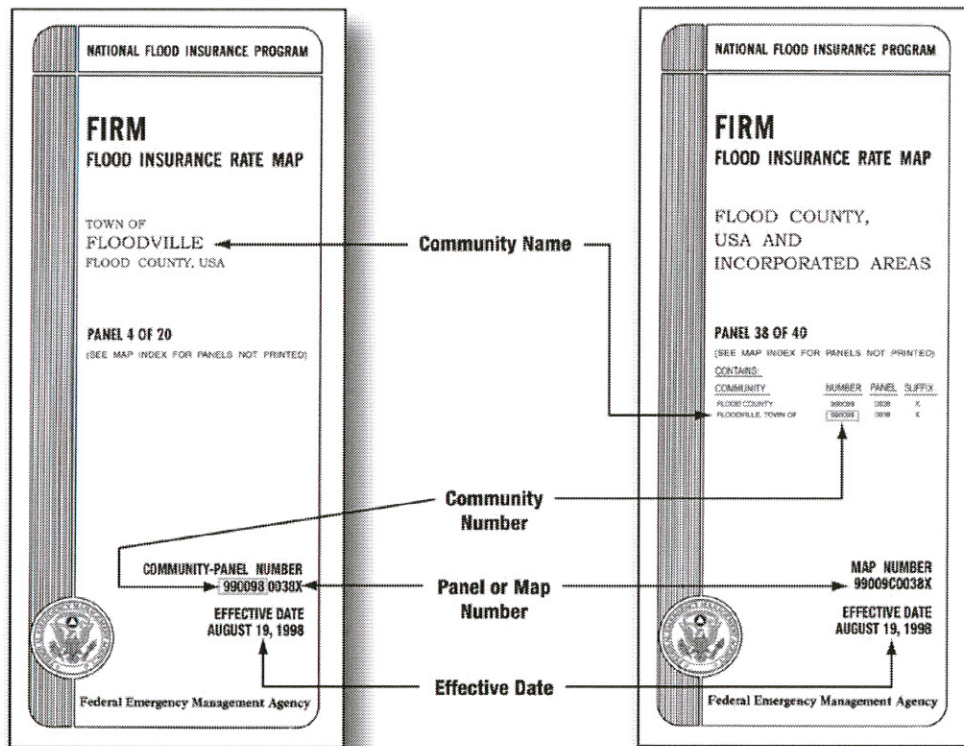 NATIONAL FLOOD INSURANCE PROGRAM
FIRM
FLOOD INSURANCE RATE MAP
TOWN OF
FLOODVILLE
FLOOD COUNTY, USA
PANEL 4 OF 20
(SEE MAP INDEX FOR PANELS NOT PRINTED)
COMMUNITY-PANEL NUMBER
990098 0038X
EFFECTIVE DATE
AUGUST 19, 1998
Federal Emergency Management Agency
Community Name
Community
Number
Panel or Map
Number
Effective Date
NATIONAL FLOOD INSURANCE PROGRAM
FIRM
FLOOD INSURANCE RATE MAP
FLOOD COUNTY,
USA AND
INCORPORATED AREAS
PANEL 38 OF 40
(SEE MAP INDEX FOR PANELS NOT PRINTED)
CONTAINS:
COMMUNITY NUMBER PANEL SUFFIX
FLOOD COUNTY 0038 X
FLOODVILLE, TOWN OF 990098 0038 X
MAP NUMBER
99009C0038X
EFFECTIVE DATE
AUGUST 19, 1998
Federal Emergency Management Agency